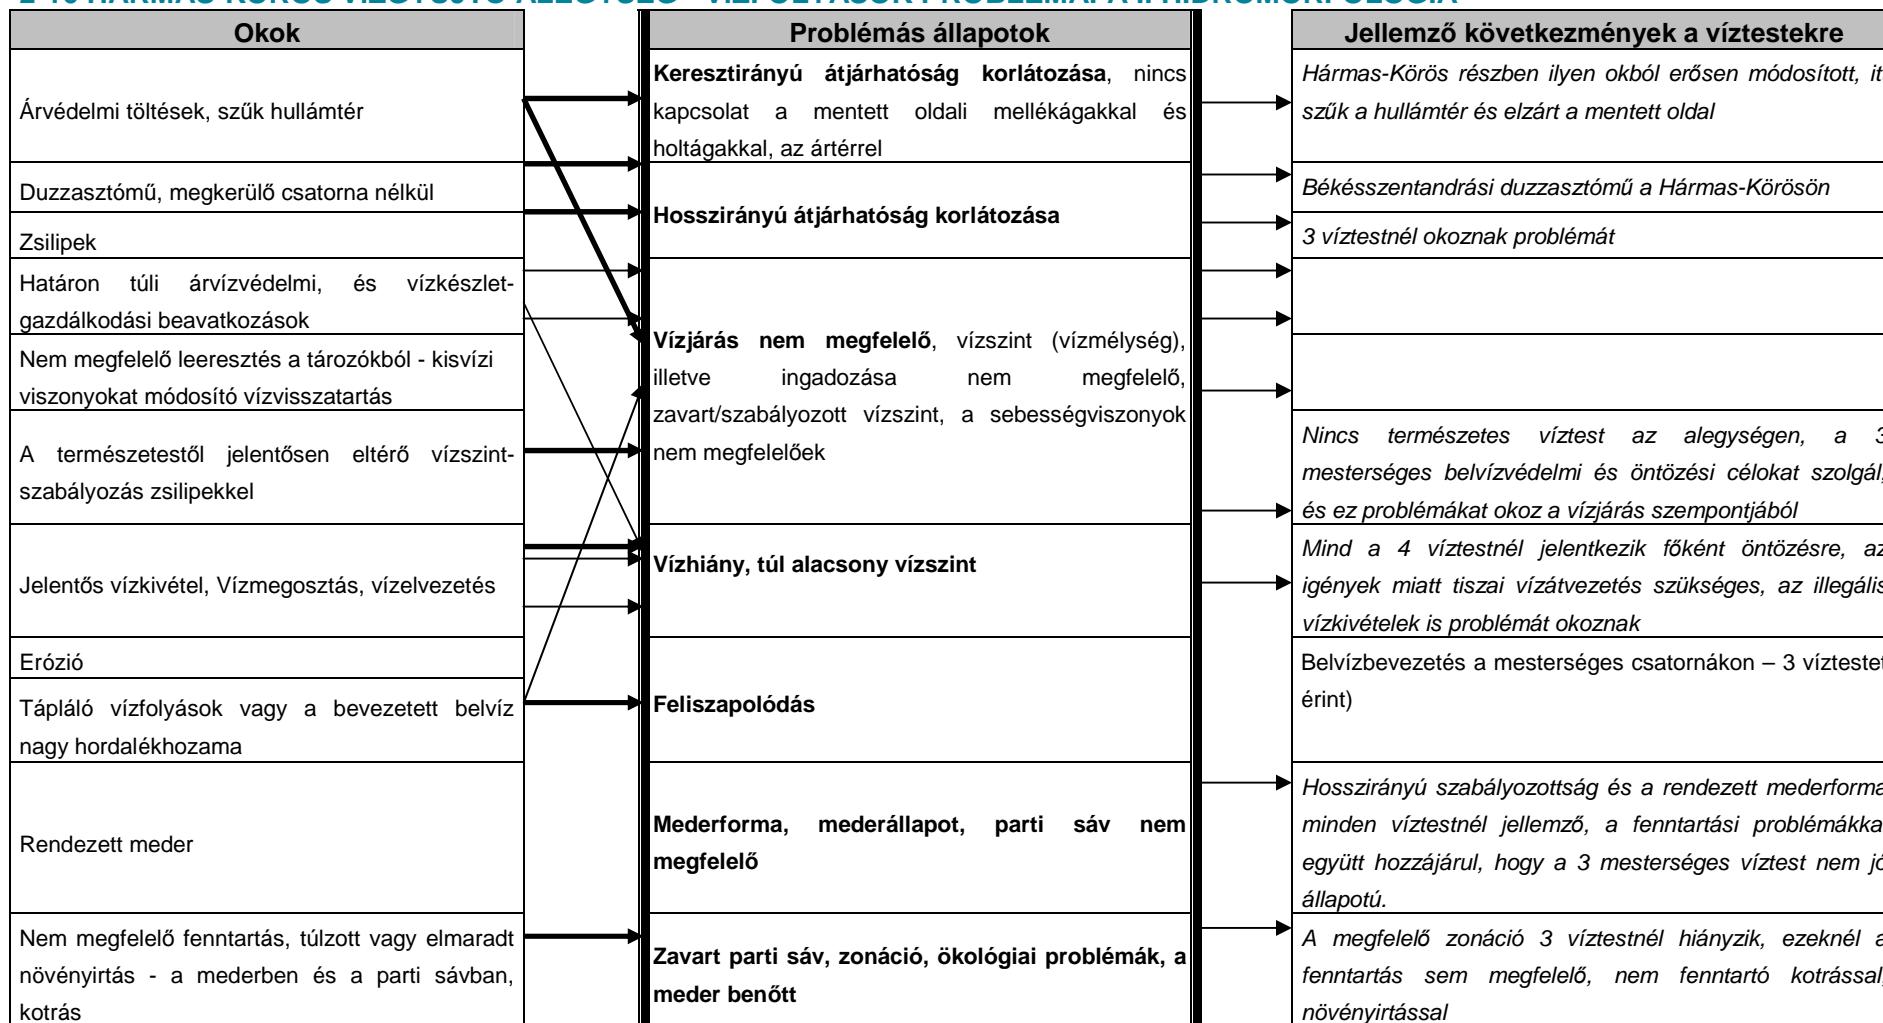 2-16 HÁRMAS-KÖRÖS VÍZGYŰJTŐ ALEGYSÉG - VÍZFOLYÁSOK PROBLÉMAFA I. HIDROMORFOLÓGIA
Okok
Problémás állapotok
Jellemző következmények a víztestekre
Árvédelmi töltések, szűk hullámtér
Keresztirányú átjárhatóság korlátozása, nincs
kapcsolat a mentett oldali mellékágakkal és
holtágakkal, az ártérrel
Hármas-Körös részben ilyen okból erősen módosított, itt
szűk a hullámtér és elzárt a mentett oldal
Duzzasztómű, megkerülő csatorna nélkül
Hosszirányú átjárhatóság korlátozása
Békésszentandrási duzzasztómű a Hármas-Körösön
Zsilipek
3 víztestnél okoznak problémát
Határon túli árvízvédelmi, és vízkészlet-
gazdálkodási beavatkozások
Nem megfelelő leeresztés a tározókból - kisvízi
viszonyokat módosító vízvisszatartás
A természetestől jelentősen eltérő vízszint-
szabályozás zsilipekkel
Vízjárás nem megfelelő, vízszint (vízmélység),
illetve ingadozása nem megfelelő,
zavart/szabályozott vízszint, a sebességviszonyok
nem megfelelőek
Nincs természetes víztest az alegységen, a 3
mesterséges belvízvédelmi és öntözési célokat szolgál,
és ez problémákat okoz a vízjárás szempontjából
Jelentős vízkivétel, Vízmegosztás, vízelvezetés
Vízhiány, túl alacsony vízszint
Mind a 4 víztestnél jelentkezik főként öntözésre, az
igények miatt tiszai vízátvezetés szükséges, az illegális
vízkivételek is problémát okoznak
Erózió
Tápláló vízfolyások vagy a bevezetett belvíz
nagy hordalékhozama
Feliszapolódás
Belvízbevezetés a mesterséges csatornákon – 3 víztestet
érint)
Rendezett meder
Mederforma, mederállapot, parti sáv nem
megfelelő
Hosszirányú szabályozottság és a rendezett mederforma
minden víztestnél jellemző, a fenntartási problémákkal
együtt hozzájárul, hogy a 3 mesterséges víztest nem jó
állapotú.
Nem megfelelő fenntartás, túlzott vagy elmaradt
növényirtás - a mederben és a parti sávban,
kotrás
Zavart parti sáv, zonáció, ökológiai problémák, a
meder benőtt
A megfelelő zonáció 3 víztestnél hiányzik, ezeknél a
fenntartás sem megfelelő, nem fenntartó kotrással,
növényirtással